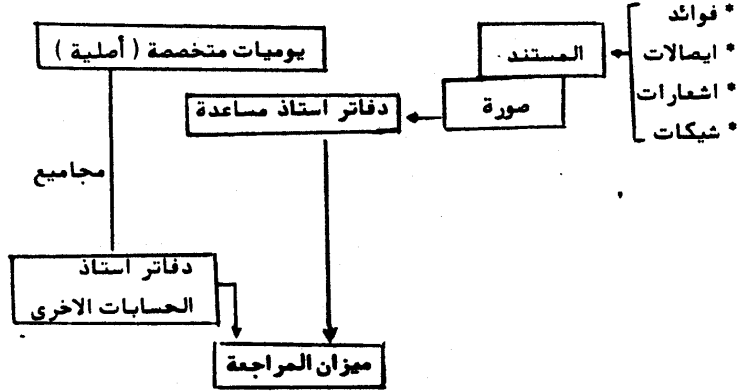 * فوائد
* ايصالات
* اشعارات
* شيكات
المستند
صورة
يوميات متخصصة ( أصلية )
دفاتر استاذ مساعدة
مجاميع
دفاتر استاذ
الحسابات الاخرى
ميزان المراجعة